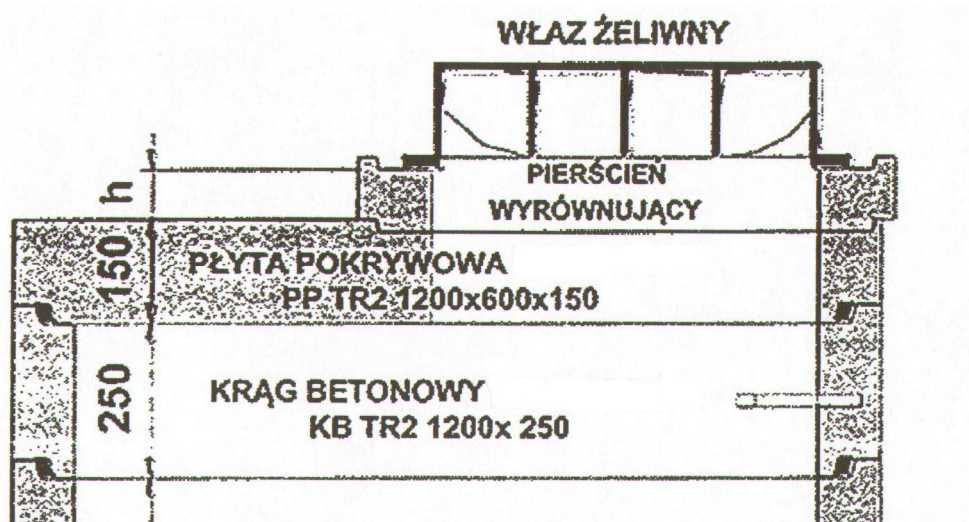 WŁAZ ŻELIWNY
PIERŚCIEŃ
WYRÓWNUJĄCY
h
150
PŁYTA POKRYWOWA
PP TR2 1200x600x150
250
KRĄG BETONOWY
KB TR2 1200x 250